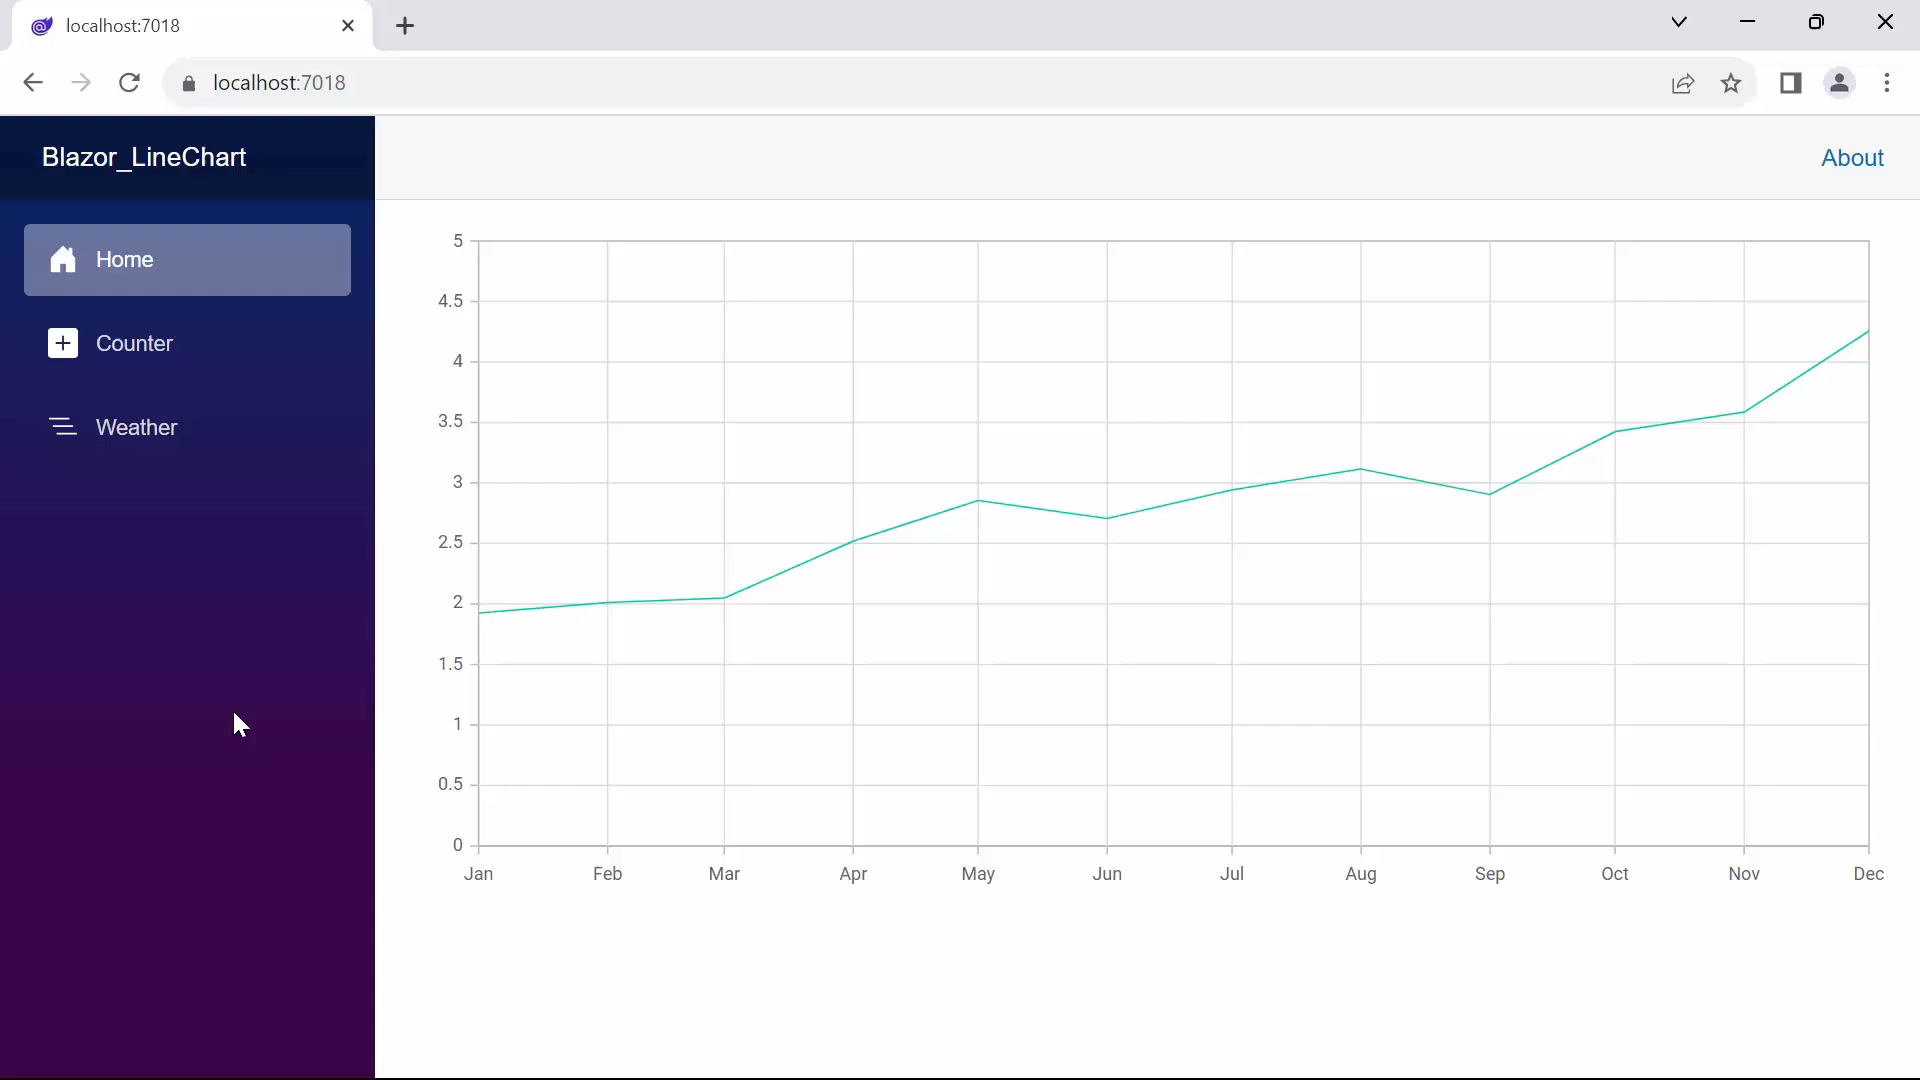 localhost:7018
localhost:7018
Blazor_LineChart
About
Home
Counter
Weather
5
4.5
4
3.5
3
2.5
2
1.5
1
0.5
0
Jan Feb Mar Apr May Jun Jul Aug Sep Oct Nov Dec